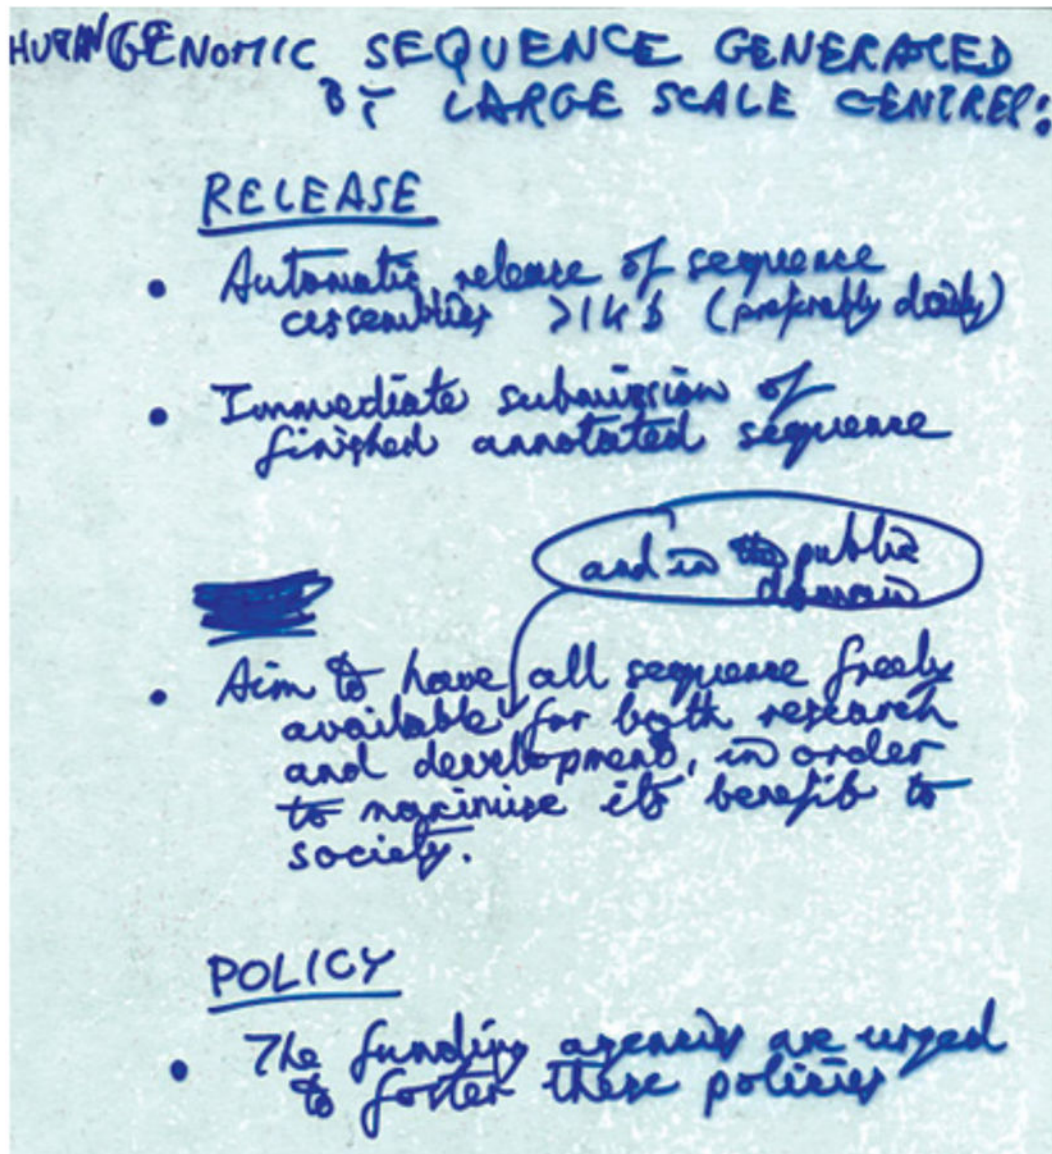 HUMAN GENOMIC SEQUENCE GENERATED
BY LARGE SCALE CENTRES:
RELEASE
• Automatic release of sequence
assemblies >1kb (preferably daily)
• Immediate submission of
finished annotated sequence
and in the public
domain
• Aim to have all sequence freely
available for both research
and development, in order
to maximise its benefit to
society.
POLICY
• The funding agencies are urged
to foster these policies